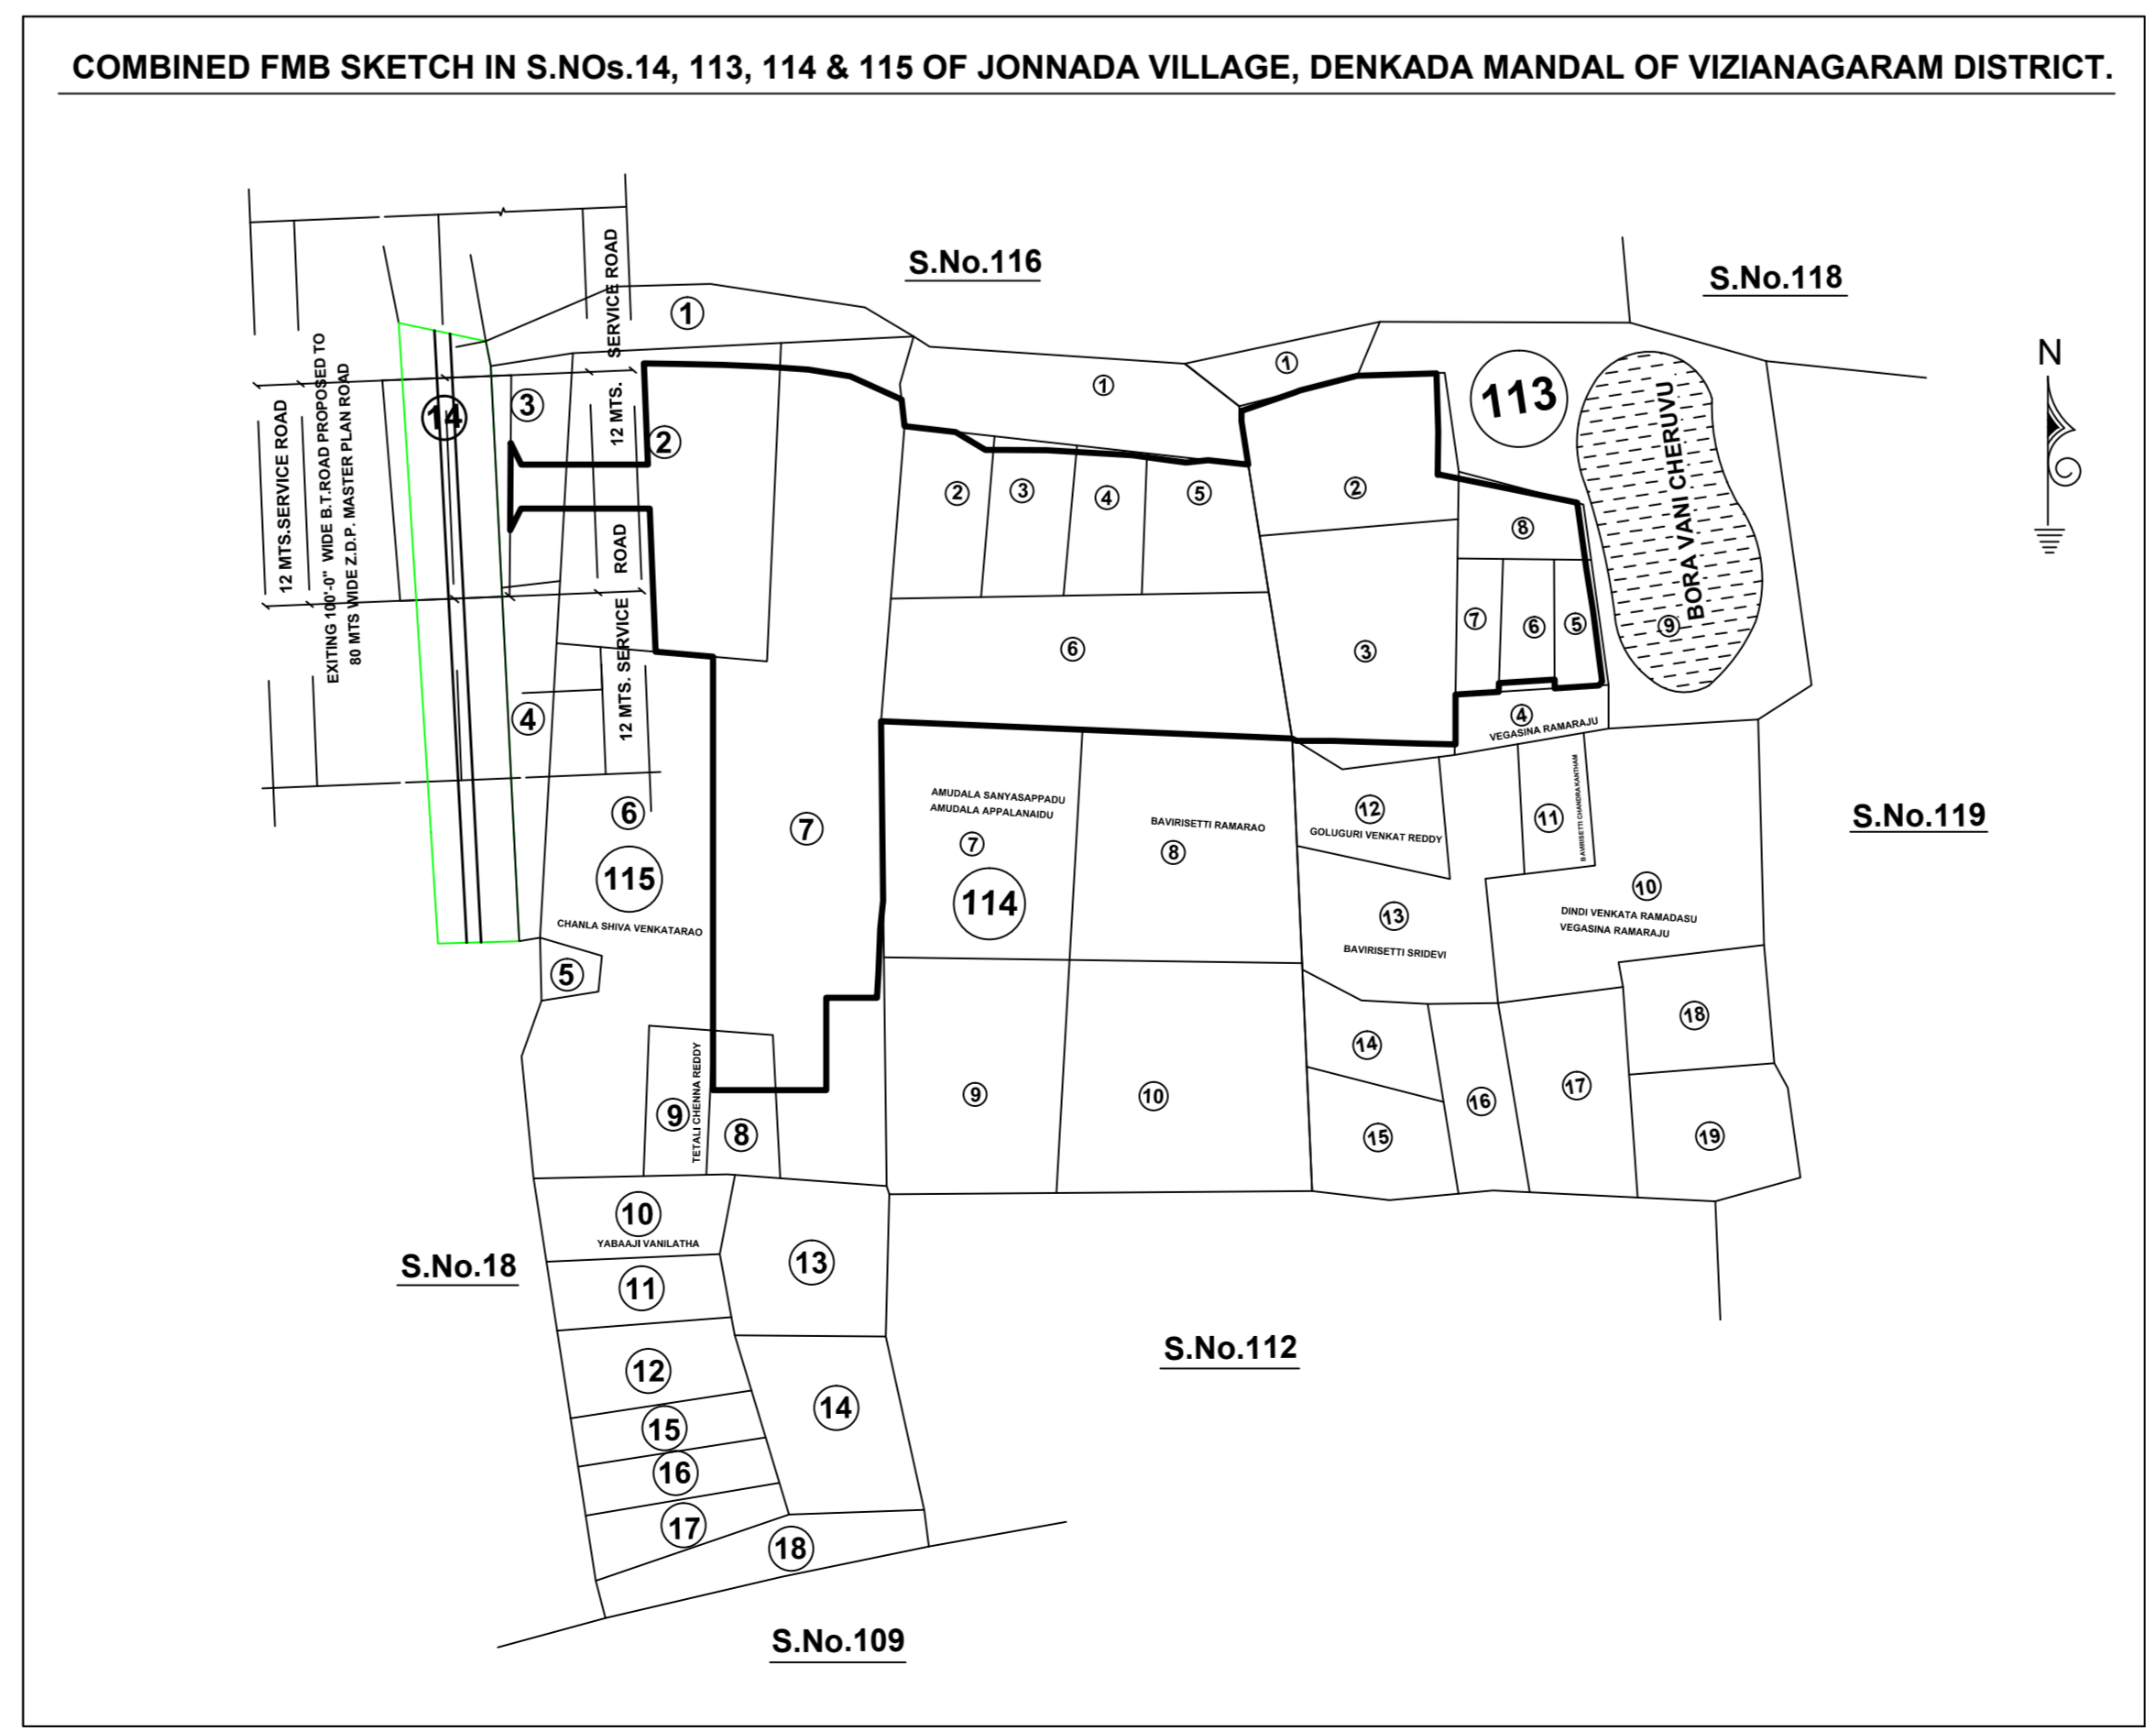 COMBINED FMB SKETCH IN S.NOs.14, 113, 114 & 115 OF JONNADA VILLAGE, DENKADA MANDAL OF VIZIANAGARAM DISTRICT.
S.No.116
S.No.118
N
12 MTS. SERVICE ROAD
12 MTS. SERVICE ROAD
12 MTS.SERVICE ROAD
EXITING 100'-0" WIDE B.T.ROAD PROPOSED TO
80 MTS WIDE Z.D.P. MASTER PLAN ROAD
14
1
3
2
4
6
115
CHANLA SHIVA VENKATARAO
5
7
9
TETALI CHENNA REDDY
8
10
YABAAJI VANILATHA
11
12
15
16
17
18
13
14
1
2
3
4
5
6
AMUDALA SANYASAPPADU
AMUDALA APPALANAIDU
7
114
BAVIRISETTI RAMARAO
8
9
10
1
113
BORA VANI CHERUVU
9
2
8
3
7
6
5
4
VEGASINA RAMARAJU
12
GOLUGURI VENKAT REDDY
11
BAVIRISETTI CHANDRA KANTHAM
10
DINDI VENKATA RAMADASU
VEGASINA RAMARAJU
13
BAVIRISETTI SRIDEVI
14
15
16
17
18
19
S.No.119
S.No.18
S.No.112
S.No.109